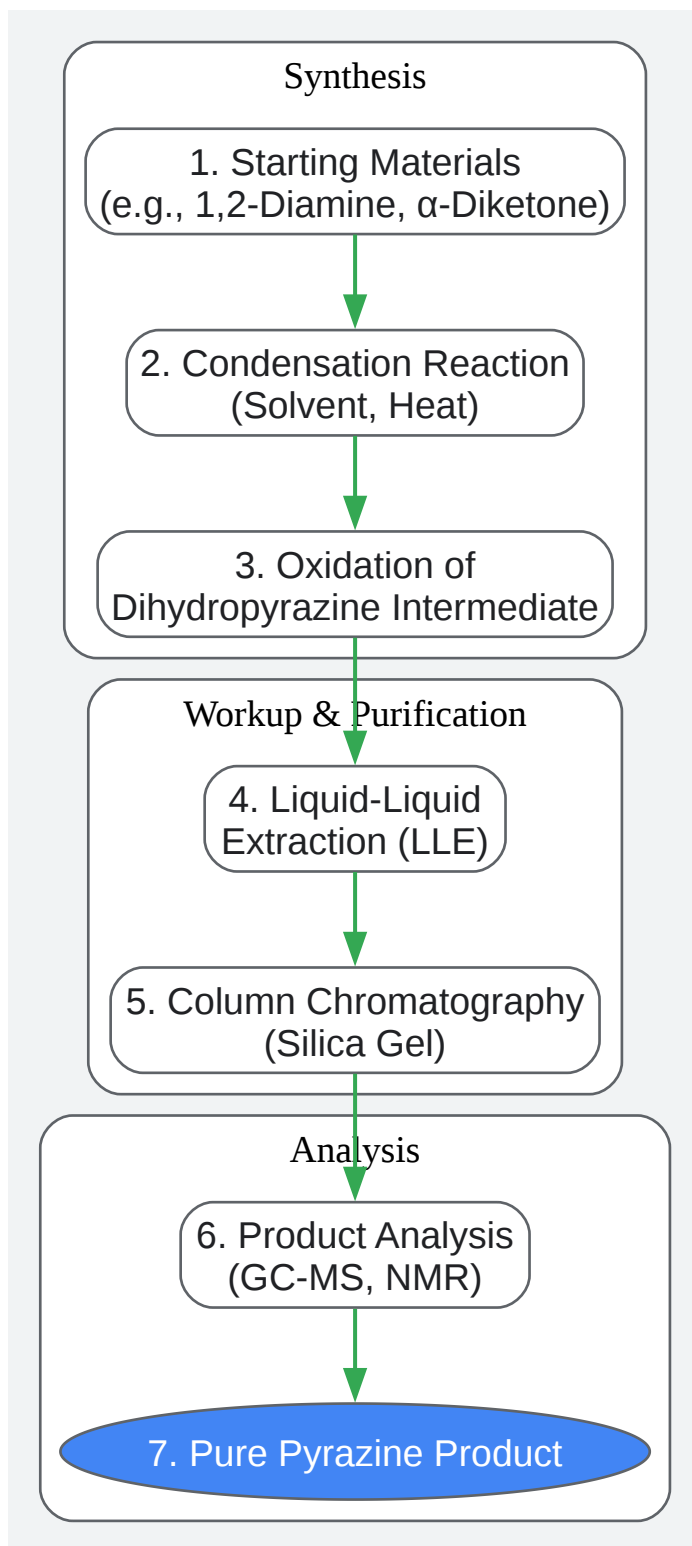 Synthesis
1. Starting Materials
(e.g., 1,2-Diamine, α-Diketone)
2. Condensation Reaction
(Solvent, Heat)
3. Oxidation of
Dihydropyrazine Intermediate
Workup & Purification
4. Liquid-Liquid
Extraction (LLE)
5. Column Chromatography
(Silica Gel)
Analysis
6. Product Analysis
(GC-MS, NMR)
7. Pure Pyrazine Product